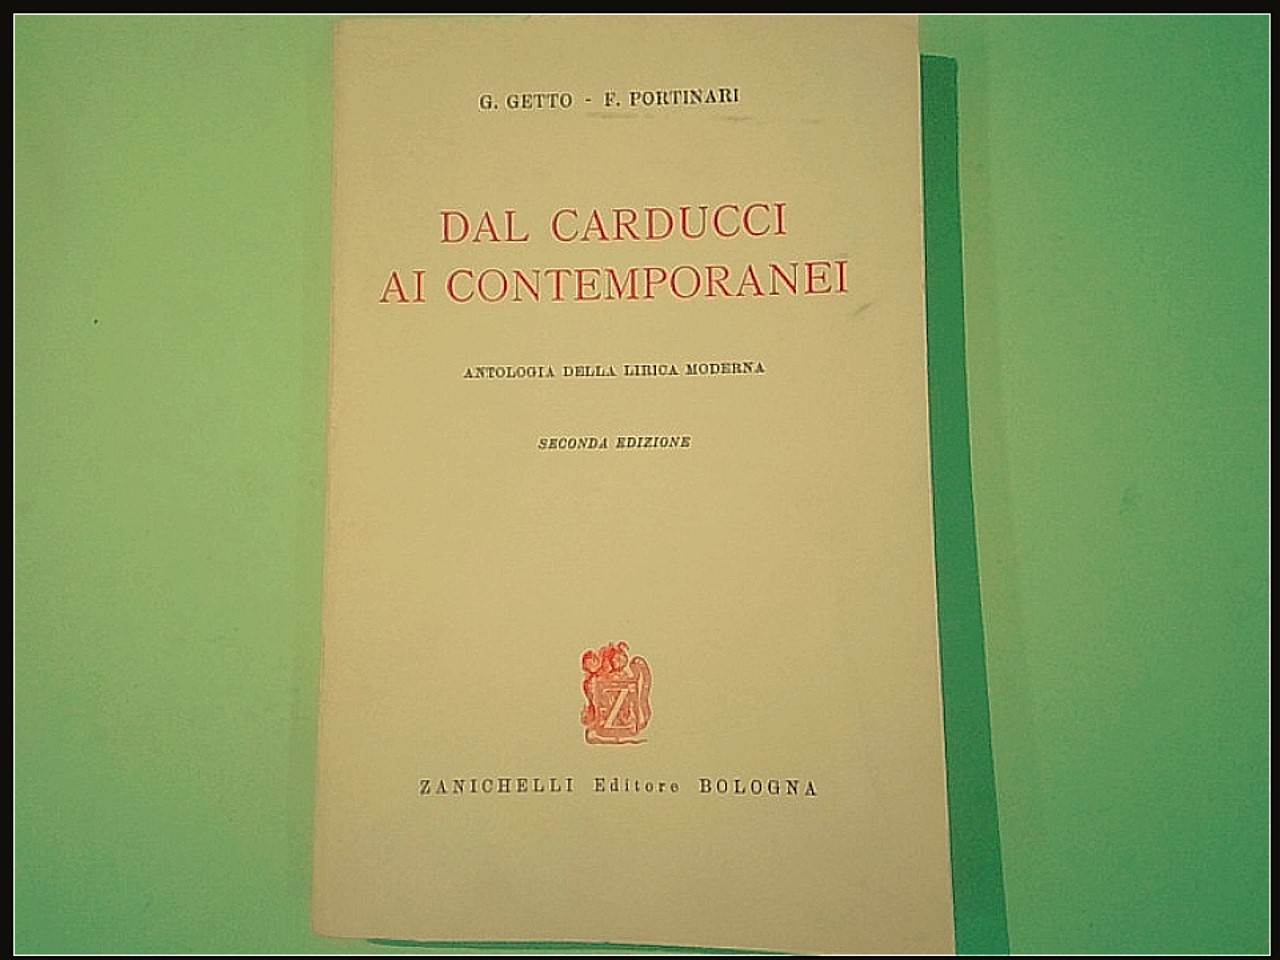 G. GETTO - F. PORTINARI
DAL CARDUCCI
AI CONTEMPORANEI
ANTOLOGIA DELLA LIRICA MODERNA
SECONDA EDIZIONE
Z
ZANICHELLI Editore BOLOGNA